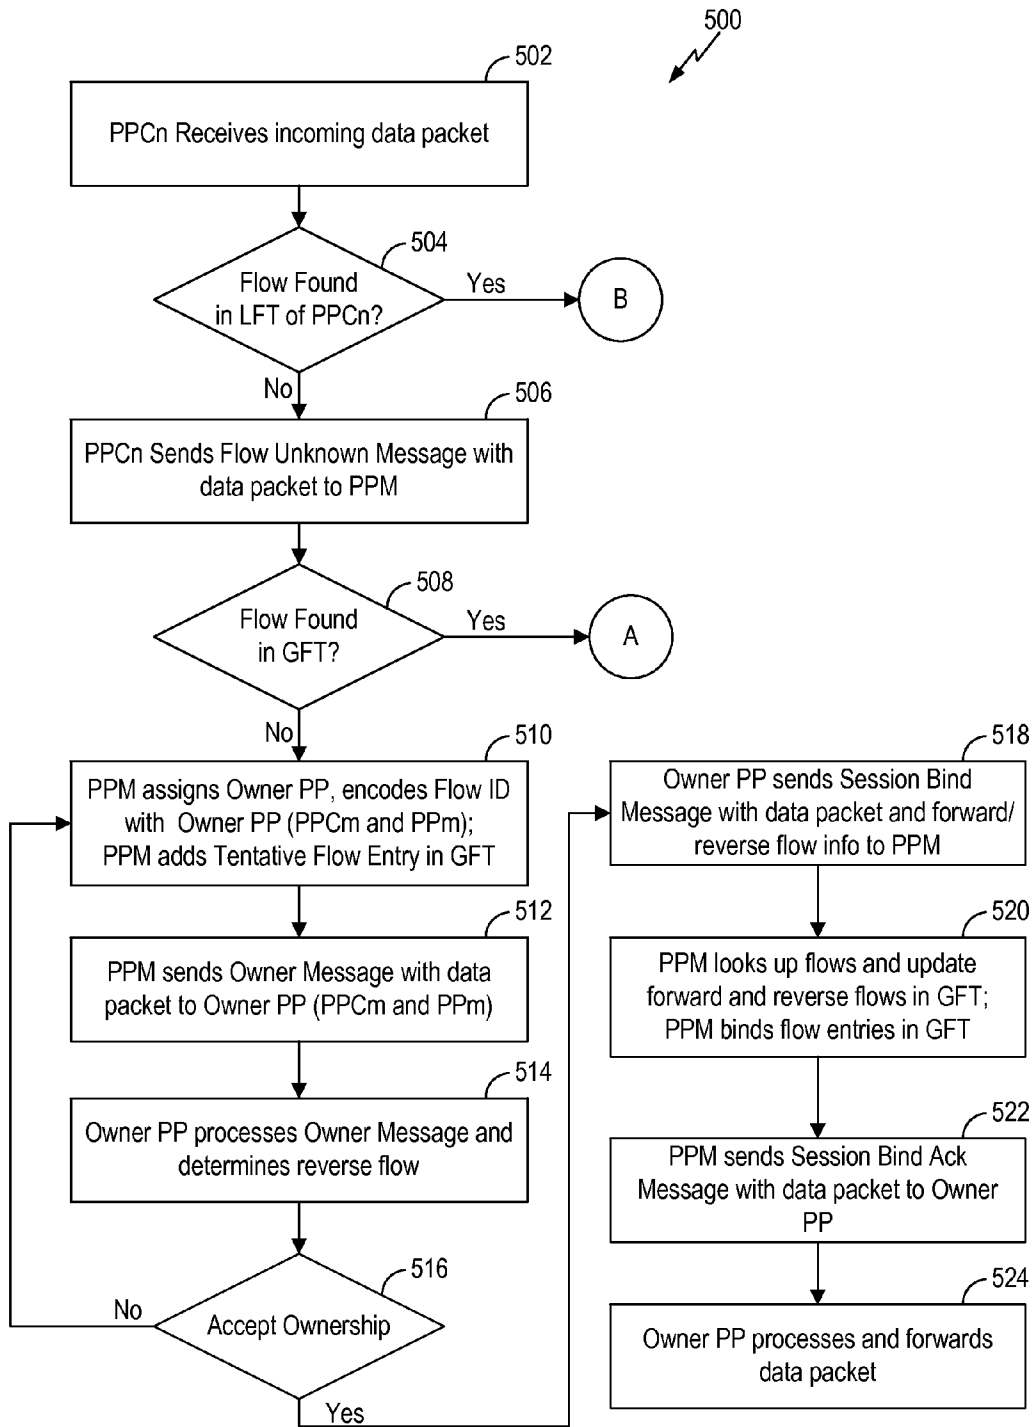 500
502
PPCn Receives incoming data packet
504
Flow Found
in LFT of PPCn?
Yes
B
No
506
PPCn Sends Flow Unknown Message with
data packet to PPM
508
Flow Found
in GFT?
Yes
A
No
510
PPM assigns Owner PP, encodes Flow ID
with Owner PP (PPCm and PPm);
PPM adds Tentative Flow Entry in GFT
512
PPM sends Owner Message with data
packet to Owner PP (PPCm and PPm)
514
Owner PP processes Owner Message and
determines reverse flow
516
Accept Ownership
No
Yes
518
Owner PP sends Session Bind
Message with data packet and forward/
reverse flow info to PPM
520
PPM looks up flows and update
forward and reverse flows in GFT;
PPM binds flow entries in GFT
522
PPM sends Session Bind Ack
Message with data packet to Owner
PP
524
Owner PP processes and forwards
data packet